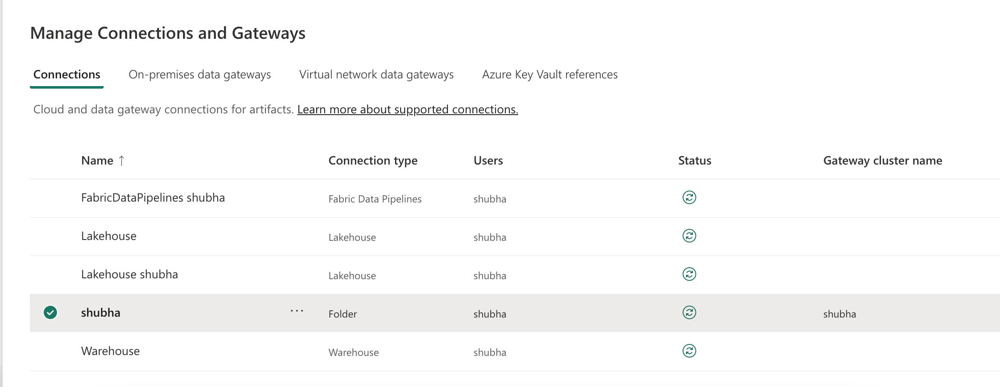 Manage Connections and Gateways
Connections On-premises data gateways Virtual network data gateways Azure Key Vault references
Cloud and data gateway connections for artifacts. Learn more about supported connections.
Name ↑ Connection type Users Status Gateway cluster name
FabricDataPipelines shubha Fabric Data Pipelines shubha
Lakehouse Lakehouse shubha
Lakehouse shubha Lakehouse shubha
shubha ... Folder shubha shubha
Warehouse Warehouse shubha